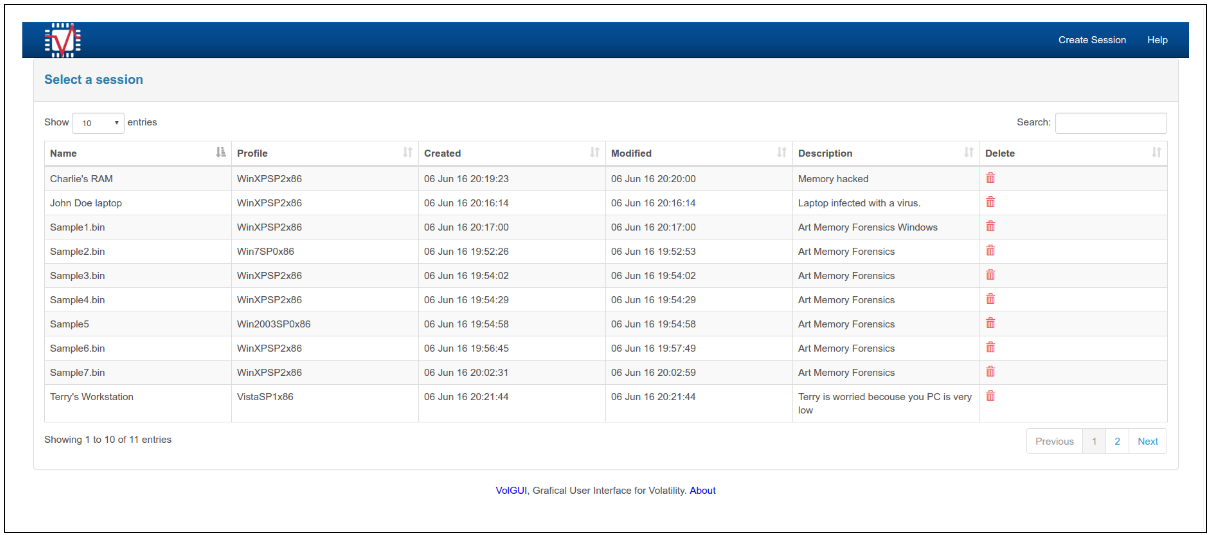 Create Session Help
Select a session
Show 10 entries Search:
Name Profile Created Modified Description Delete
Charlie's RAM WinXPSP2x86 06 Jun 16 20:19:23 06 Jun 16 20:20:00 Memory hacked
John Doe laptop WinXPSP2x86 06 Jun 16 20:16:14 06 Jun 16 20:16:14 Laptop infected with a virus.
Sample1.bin WinXPSP2x86 06 Jun 16 20:17:00 06 Jun 16 20:17:00 Art Memory Forensics Windows
Sample2.bin Win7SP0x86 06 Jun 16 19:52:26 06 Jun 16 19:52:53 Art Memory Forensics
Sample3.bin WinXPSP2x86 06 Jun 16 19:54:02 06 Jun 16 19:54:02 Art Memory Forensics
Sample4.bin WinXPSP2x86 06 Jun 16 19:54:29 06 Jun 16 19:54:29 Art Memory Forensics
Sample5 Win2003SP0x86 06 Jun 16 19:54:58 06 Jun 16 19:54:58 Art Memory Forensics
Sample6.bin WinXPSP2x86 06 Jun 16 19:56:45 06 Jun 16 19:57:49 Art Memory Forensics
Sample7.bin WinXPSP2x86 06 Jun 16 20:02:31 06 Jun 16 20:02:59 Art Memory Forensics
Terry's Workstation VistaSP1x86 06 Jun 16 20:21:44 06 Jun 16 20:21:44 Terry is worried becouse you PC is very
low
Showing 1 to 10 of 11 entries Previous 1 2 Next
VolGUI, Grafical User Interface for Volatility. About